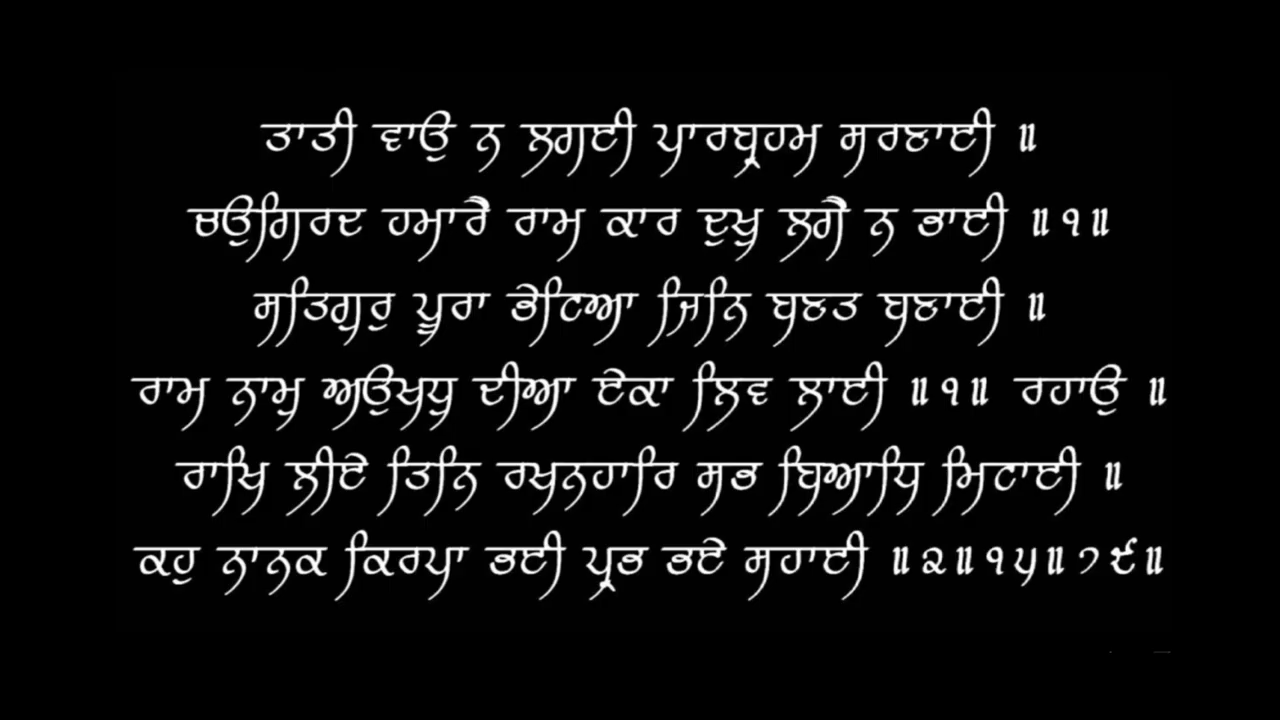 ਤਾਤੀ ਵਾਉ ਨ ਲਗਈ ਪਾਰਬ੍ਰਹਮ ਸਰਣਾਈ ॥
ਚਉਗਿਰਦ ਹਮਾਰੈ ਰਾਮ ਕਾਰ ਦੁਖੁ ਲਗੈ ਨ ਭਾਈ ॥੧॥
ਸਤਿਗੁਰੁ ਪੂਰਾ ਭੇਟਿਆ ਜਿਨਿ ਬਣਤ ਬਣਾਈ ॥
ਰਾਮ ਨਾਮੁ ਅਉਖਧੁ ਦੀਆ ਏਕਾ ਲਿਵ ਲਾਈ ॥੧॥ ਰਹਾਉ ॥
ਰਾਖਿ ਲੀਏ ਤਿਨਿ ਰਖਨਹਾਰਿ ਸਭ ਬਿਆਧਿ ਮਿਟਾਈ ॥
ਕਹੁ ਨਾਨਕ ਕਿਰਪਾ ਭਈ ਪ੍ਰਭ ਭਏ ਸਹਾਈ ॥੨॥੧੫॥੭੯॥